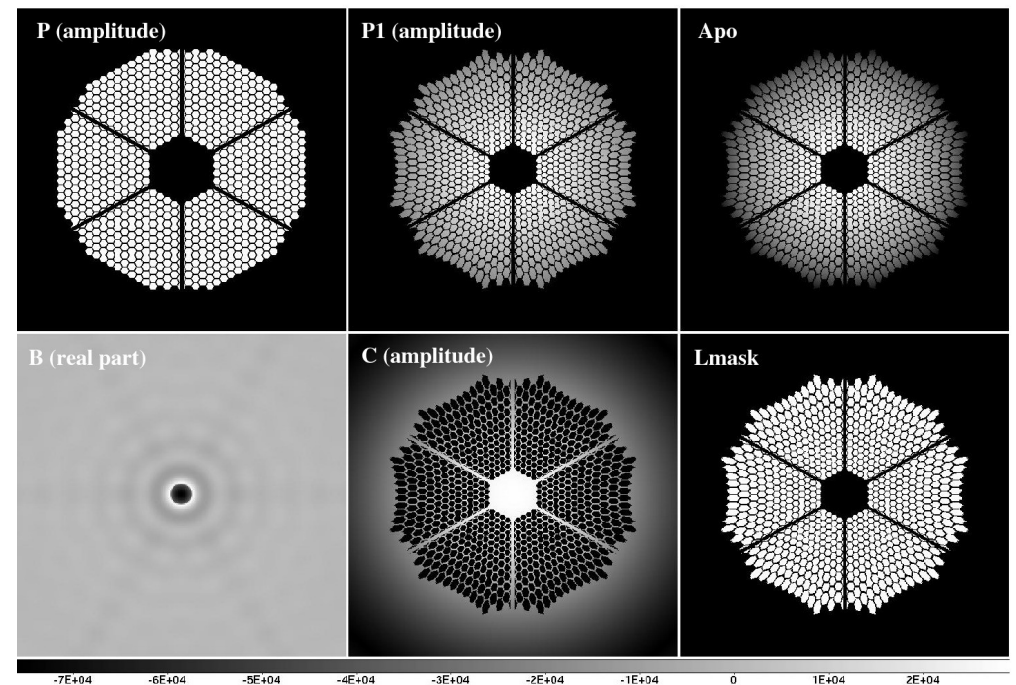 P (amplitude)
P1 (amplitude)
Apo
B (real part)
C (amplitude)
Lmask
-7E+04 -6E+04 -5E+04 -4E+04 -3E+04 -2E+04 -1E+04 0 1E+04 2E+04